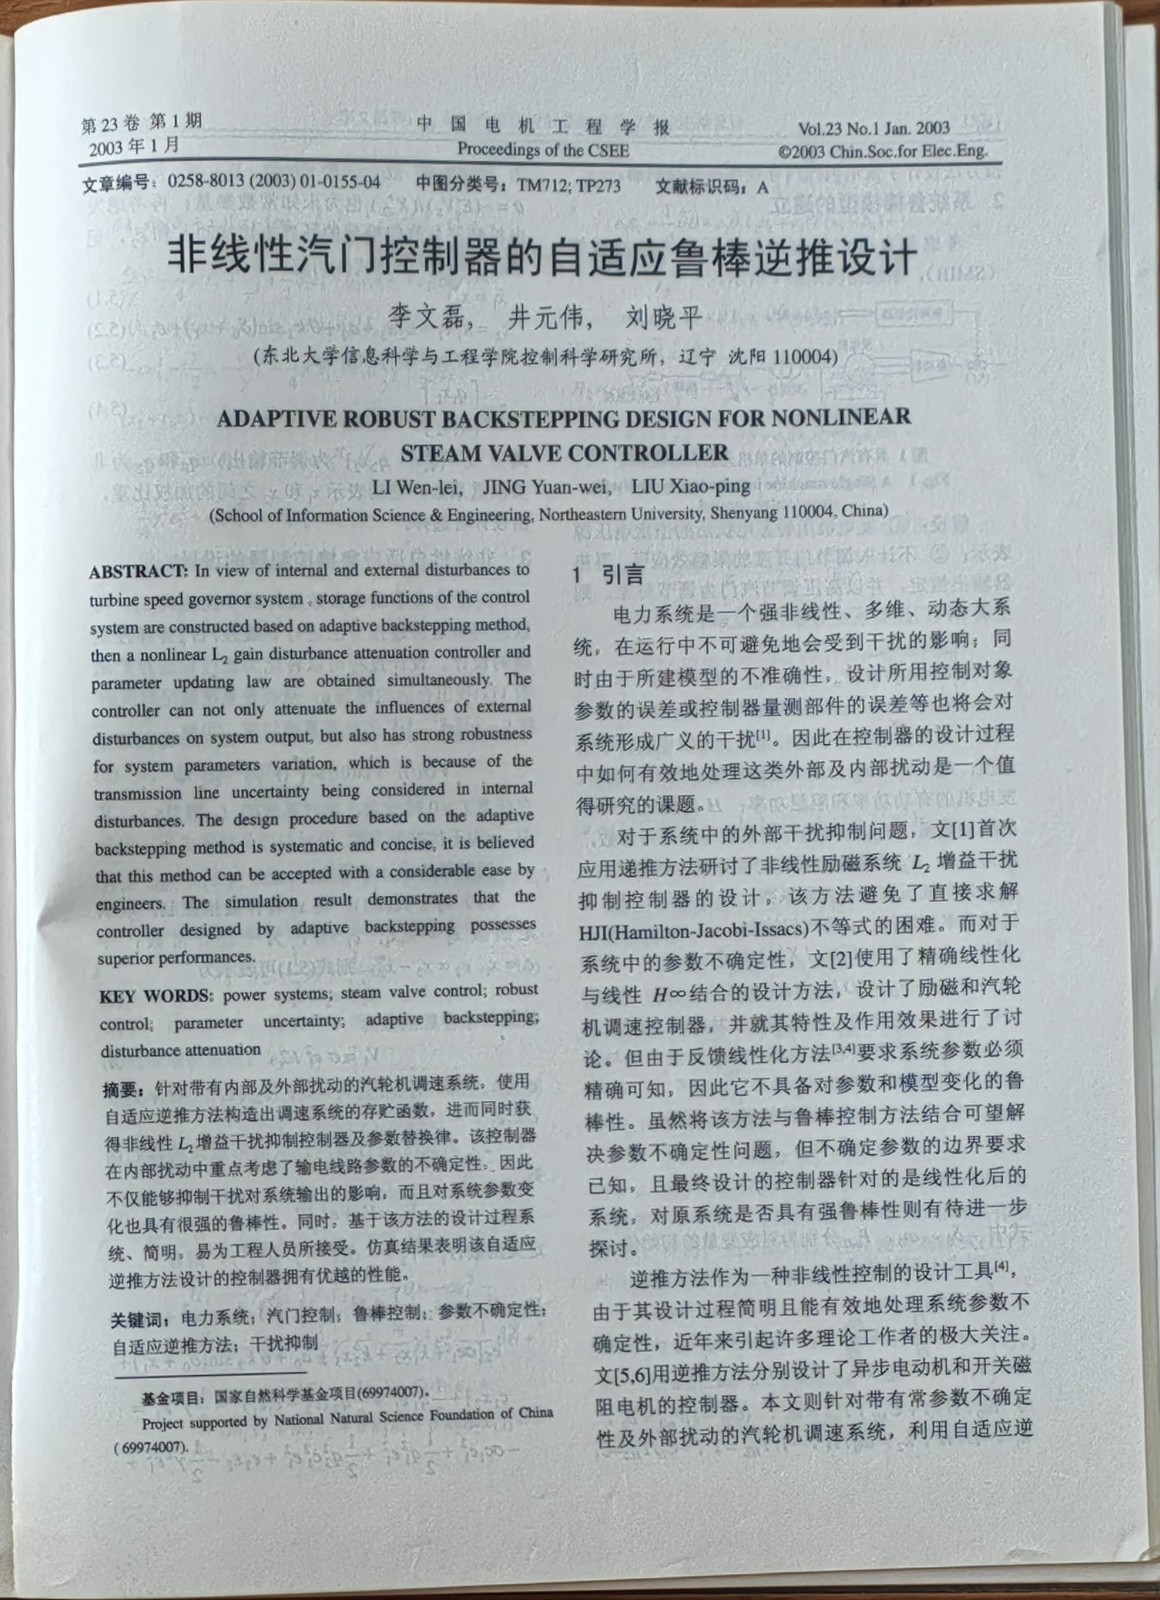 第 23 卷 第 1 期
2003 年 1 月
中 国 电 机 工 程 学 报
Proceedings of the CSEE
Vol.23 No.1 Jan. 2003
©2003 Chin.Soc.for Elec.Eng.
文章编号：0258-8013 (2003) 01-0155-04 中图分类号：TM712; TP273 文献标识码：A
非线性汽门控制器的自适应鲁棒逆推设计
李文磊， 井元伟， 刘晓平
(东北大学信息科学与工程学院控制科学研究所，辽宁 沈阳 110004)
ADAPTIVE ROBUST BACKSTEPPING DESIGN FOR NONLINEAR
STEAM VALVE CONTROLLER
LI Wen-lei, JING Yuan-wei, LIU Xiao-ping
(School of Information Science & Engineering, Northeastern University, Shenyang 110004, China)
ABSTRACT: In view of internal and external disturbances to
turbine speed governor system , storage functions of the control
system are constructed based on adaptive backstepping method,
then a nonlinear L2 gain disturbance attenuation controller and
parameter updating law are obtained simultaneously. The
controller can not only attenuate the influences of external
disturbances on system output, but also has strong robustness
for system parameters variation, which is because of the
transmission line uncertainty being considered in internal
disturbances. The design procedure based on the adaptive
backstepping method is systematic and concise, it is believed
that this method can be accepted with a considerable ease by
engineers. The simulation result demonstrates that the
controller designed by adaptive backstepping possesses
superior performances.
KEY WORDS: power systems; steam valve control; robust
control; parameter uncertainty; adaptive backstepping;
disturbance attenuation
摘要：针对带有内部及外部扰动的汽轮机调速系统，使用
自适应逆推方法构造出调速系统的存贮函数，进而同时获
得非线性 L2 增益干扰抑制控制器及参数替换律。该控制器
在内部扰动中重点考虑了输电线路参数的不确定性。因此
不仅能够抑制干扰对系统输出的影响，而且对系统参数变
化也具有很强的鲁棒性。同时，基于该方法的设计过程系
统、简明，易为工程人员所接受。仿真结果表明该自适应
逆推方法设计的控制器拥有优越的性能。
关键词：电力系统；汽门控制；鲁棒控制；参数不确定性；
自适应逆推方法；干扰抑制
基金项目：国家自然科学基金项目(69974007)。
Project supported by National Natural Science Foundation of China
( 69974007).
1 引言
电力系统是一个强非线性、多维、动态大系
统，在运行中不可避免地会受到干扰的影响；同
时由于所建模型的不准确性，设计所用控制对象
参数的误差或控制器量测部件的误差等也将会对
系统形成广义的干扰[1]。因此在控制器的设计过程
中如何有效地处理这类外部及内部扰动是一个值
得研究的课题。
对于系统中的外部干扰抑制问题，文[1]首次
应用递推方法研讨了非线性励磁系统 L2 增益干扰
抑制控制器的设计，该方法避免了直接求解
HJI(Hamilton-Jacobi-Issacs)不等式的困难。而对于
系统中的参数不确定性，文[2]使用了精确线性化
与线性 H∞结合的设计方法，设计了励磁和汽轮
机调速控制器，并就其特性及作用效果进行了讨
论。但由于反馈线性化方法[3,4]要求系统参数必须
精确可知，因此它不具备对参数和模型变化的鲁
棒性。虽然将该方法与鲁棒控制方法结合可望解
决参数不确定性问题，但不确定参数的边界要求
已知，且最终设计的控制器针对的是线性化后的
系统，对原系统是否具有强鲁棒性则有待进一步
探讨。
逆推方法作为一种非线性控制的设计工具[4]，
由于其设计过程简明且能有效地处理系统参数不
确定性，近年来引起许多理论工作者的极大关注。
文[5,6]用逆推方法分别设计了异步电动机和开关磁
阻电机的控制器。本文则针对带有常参数不确定
性及外部扰动的汽轮机调速系统，利用自适应逆